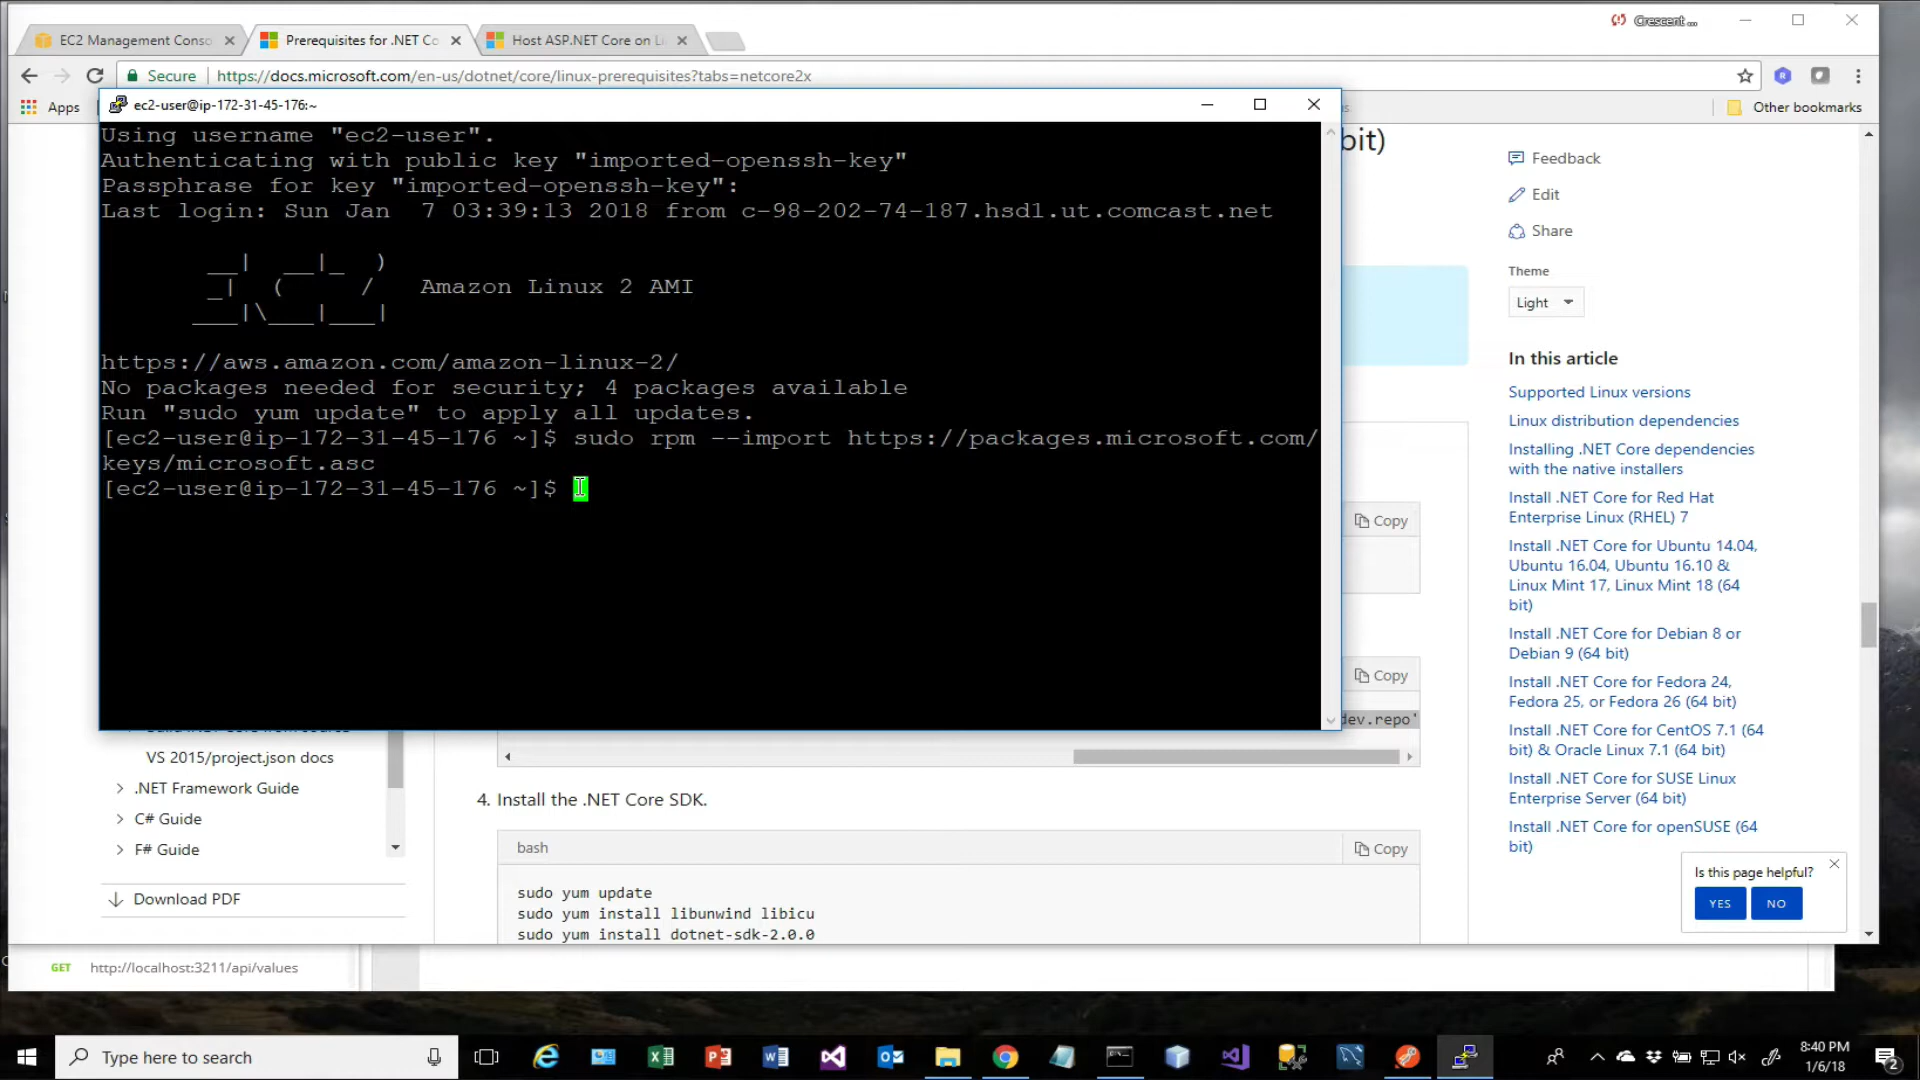 Crescent ...
EC2 Management Conso
Prerequisites for .NET Co
Host ASP.NET Core on Li
Secure
https://docs.microsoft.com/en-us/dotnet/core/linux-prerequisites?tabs=netcore2x
Apps
Other bookmarks
ec2-user@ip-172-31-45-176:~
Using username "ec2-user".
Authenticating with public key "imported-openssh-key"
Passphrase for key "imported-openssh-key":
Last login: Sun Jan  7 03:39:13 2018 from c-98-202-74-187.hsd1.ut.comcast.net
__|  __|_  )
_|  (     /   Amazon Linux 2 AMI
___|\___|___|
https://aws.amazon.com/amazon-linux-2/
No packages needed for security; 4 packages available
Run "sudo yum update" to apply all updates.
[ec2-user@ip-172-31-45-176 ~]$ sudo rpm --import https://packages.microsoft.com/
keys/microsoft.asc
[ec2-user@ip-172-31-45-176 ~]$
bit)
Copy
Copy
dev.repo'
VS 2015/project.json docs
.NET Framework Guide
C# Guide
F# Guide
Download PDF
4. Install the .NET Core SDK.
bash
Copy
sudo yum update
sudo yum install libunwind libicu
sudo yum install dotnet-sdk-2.0.0
Feedback
Edit
Share
Theme
Light
In this article
Supported Linux versions
Linux distribution dependencies
Installing .NET Core dependencies
with the native installers
Install .NET Core for Red Hat
Enterprise Linux (RHEL) 7
Install .NET Core for Ubuntu 14.04,
Ubuntu 16.04, Ubuntu 16.10 &
Linux Mint 17, Linux Mint 18 (64
bit)
Install .NET Core for Debian 8 or
Debian 9 (64 bit)
Install .NET Core for Fedora 24,
Fedora 25, or Fedora 26 (64 bit)
Install .NET Core for CentOS 7.1 (64
bit) & Oracle Linux 7.1 (64 bit)
Install .NET Core for SUSE Linux
Enterprise Server (64 bit)
Install .NET Core for openSUSE (64
bit)
Is this page helpful?
YES
NO
GET
http://localhost:3211/api/values
Type here to search
8:40 PM
1/6/18
2